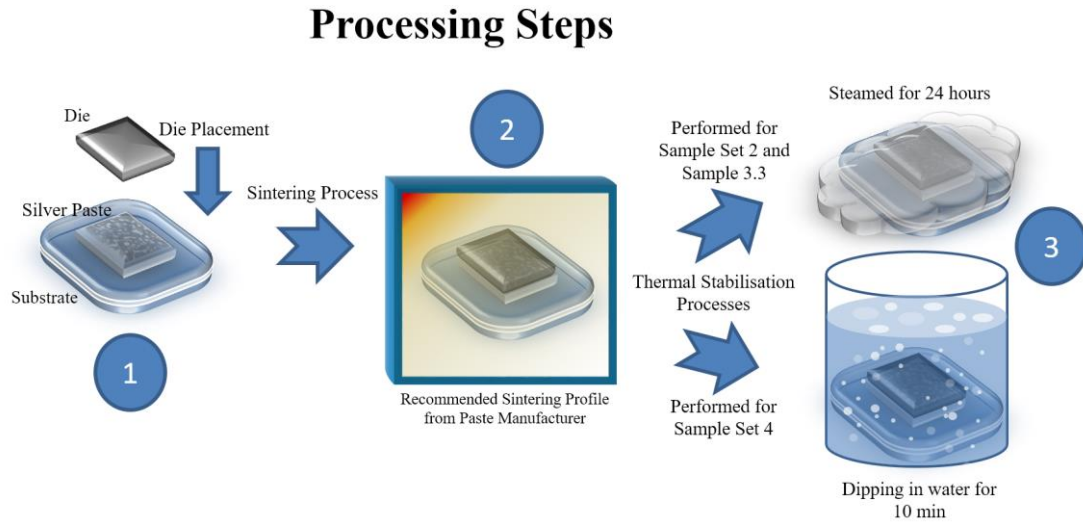 Processing Steps
Die
Die Placement
Silver Paste
Substrate
1
Sintering Process
2
Recommended Sintering Profile
from Paste Manufacturer
Performed for
Sample Set 2 and
Sample 3.3
Thermal Stabilisation
Processes
Performed for
Sample Set 4
Steamed for 24 hours
3
Dipping in water for
10 min